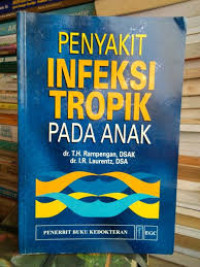 PENYAKIT
INFEKSI
TROPIK
PADA ANAK
dr. T.H. Rampengan, DSAK
dr. I.R. Laurentz, DSA
PENERBIT BUKU KEDOKTERAN EGC